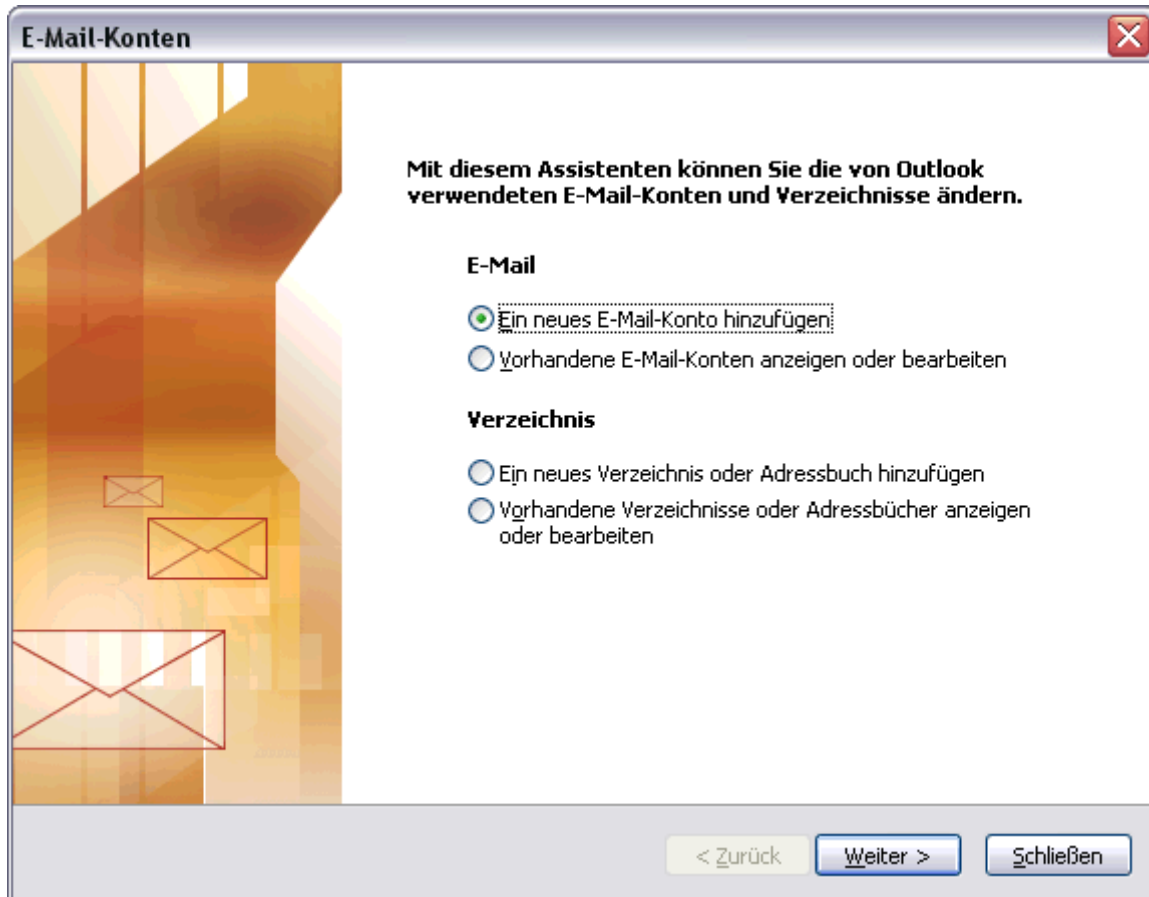 E-Mail-Konten
Mit diesem Assistenten können Sie die von Outlook
verwendeten E-Mail-Konten und Verzeichnisse ändern.
E-Mail
Ein neues E-Mail-Konto hinzufügen
Vorhandene E-Mail-Konten anzeigen oder bearbeiten
Verzeichnis
Ein neues Verzeichnis oder Adressbuch hinzufügen
Vorhandene Verzeichnisse oder Adressbücher anzeigen
oder bearbeiten
< Zurück Weiter > Schließen